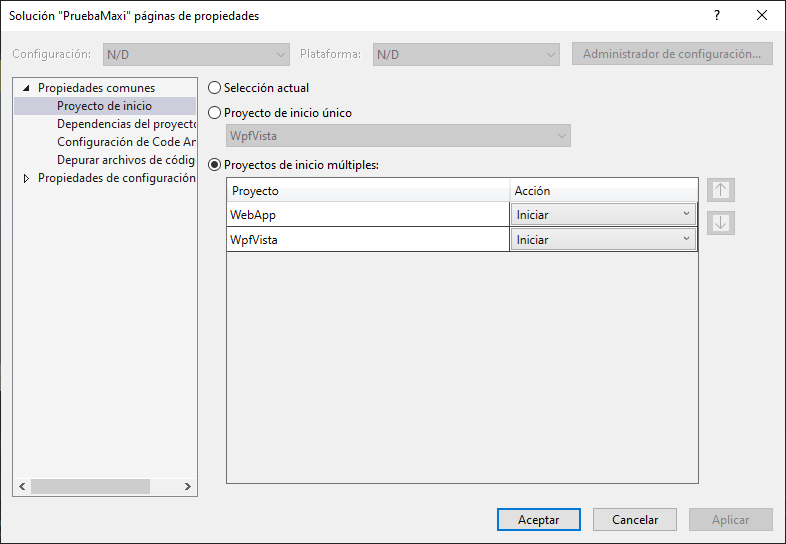 Solución "PruebaMaxi" páginas de propiedades
?
Configuración: N/D Plataforma: N/D Administrador de configuración...
Propiedades comunes
Proyecto de inicio
Dependencias del proyecto
Configuración de Code An
Depurar archivos de códig
Propiedades de configuración
Selección actual
Proyecto de inicio único
WpfVista
Proyectos de inicio múltiples:
Proyecto Acción
WebApp Iniciar
WpfVista Iniciar
Aceptar Cancelar Aplicar